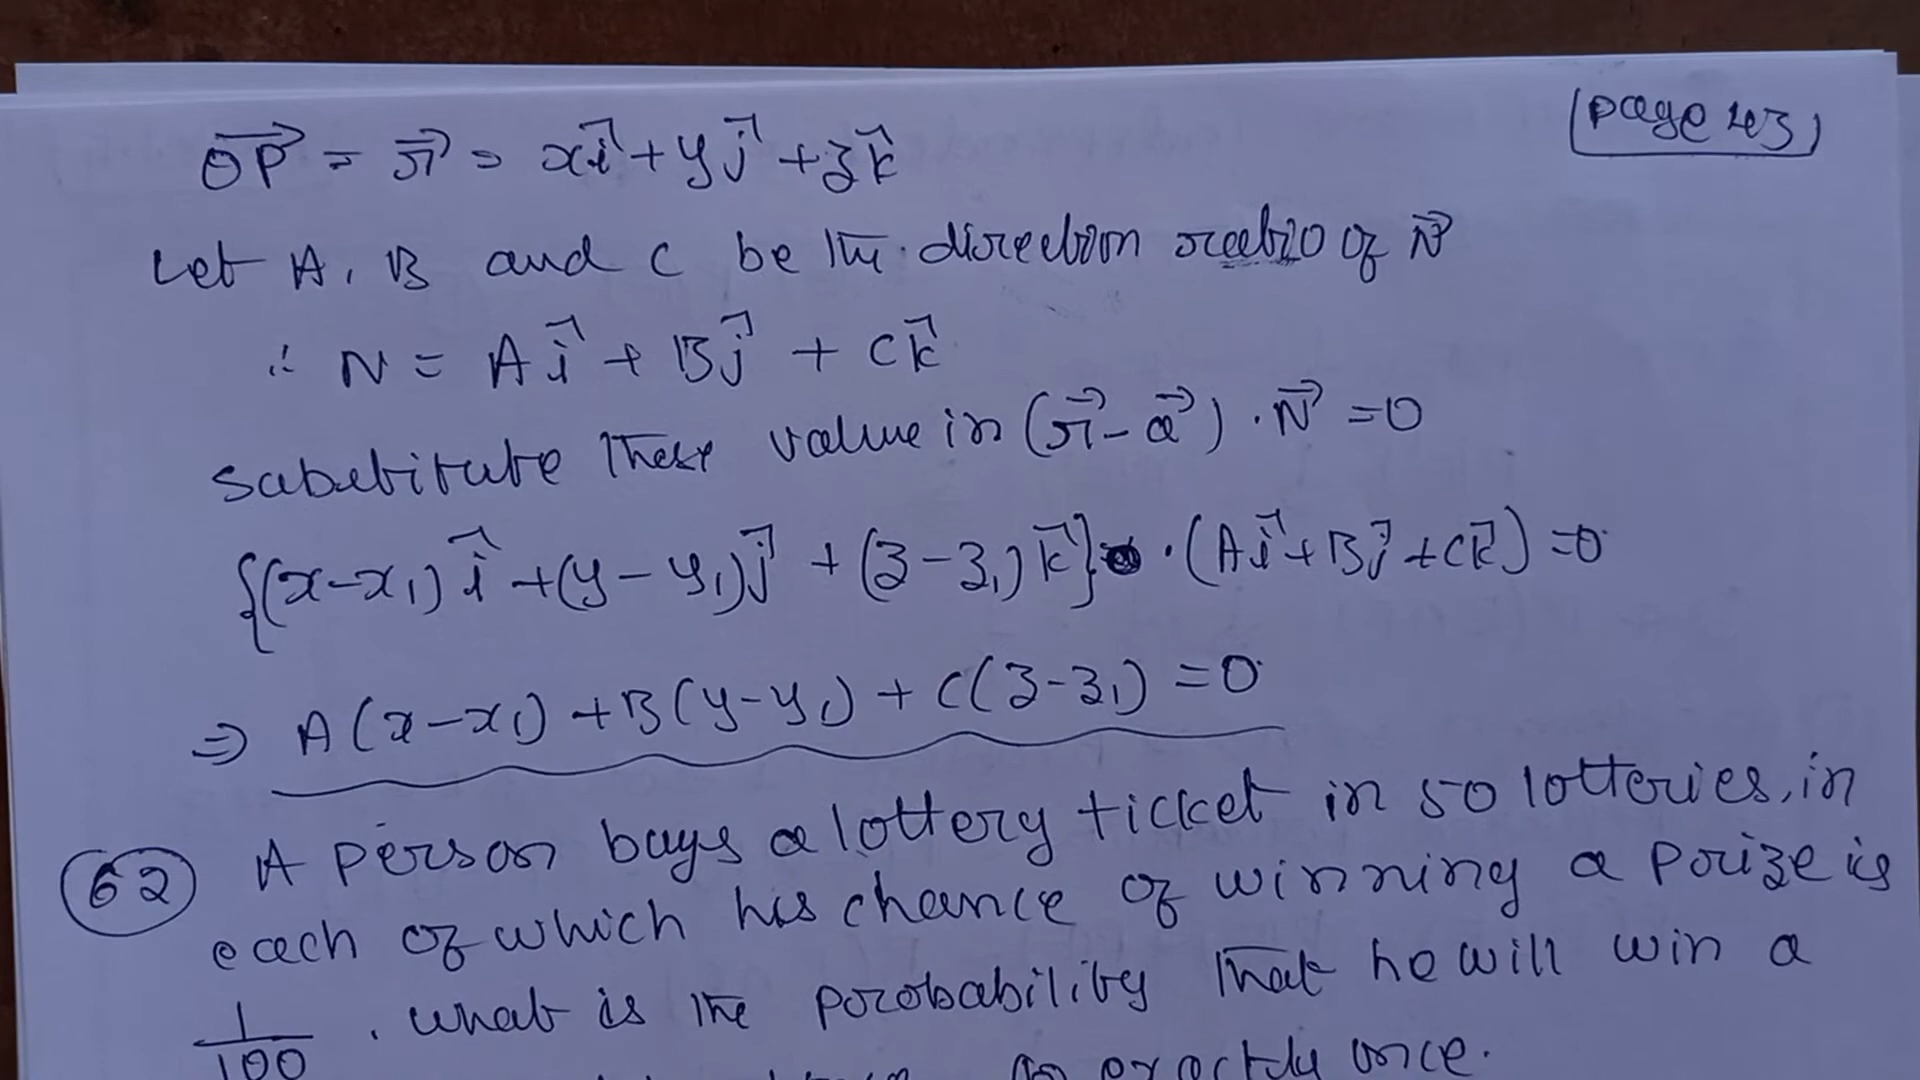 (page 43)
OP⃗ = r⃗ = xi⃗ + yj⃗ + zk⃗
Let A, B and C be the direction ratio of N⃗
∴ N = Ai⃗ + Bj⃗ + Ck⃗
Substitute these value in (r⃗ - a⃗) . N⃗ = 0
{(x-x₁)i⃗ + (y-y₁)j⃗ + (z-z₁)k⃗} . (Ai⃗ + Bj⃗ + Ck⃗) = 0
⇒ A(x-x₁) + B(y-y₁) + C(z-z₁) = 0
62 A person buys a lottery ticket in 50 lotteries, in
each of which his chance of winning a prize is
1/100 . what is the probability that he will win a
exactly once.